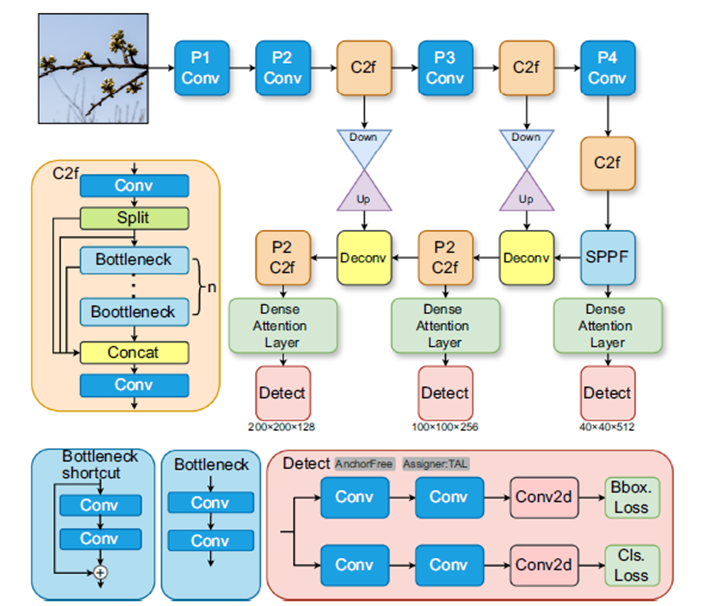 P1
Conv
P2
Conv
C2f
P3
Conv
C2f
P4
Conv
Down
Up
Down
Up
C2f
P2
C2f
Deconv
P2
C2f
Deconv
SPPF
Dense
Attention
Layer
Dense
Attention
Layer
Dense
Attention
Layer
Detect
Detect
Detect
200×200×128
100×100×256
40×40×512
C2f
Conv
Split
Bottleneck
n
Boottleneck
Concat
Conv
Bottleneck
shortcut
Conv
Conv
Bottleneck
Conv
Conv
Detect AnchorFree Assigner:TAL
Conv Conv Conv2d Bbox.
Loss
Conv Conv Conv2d Cls.
Loss